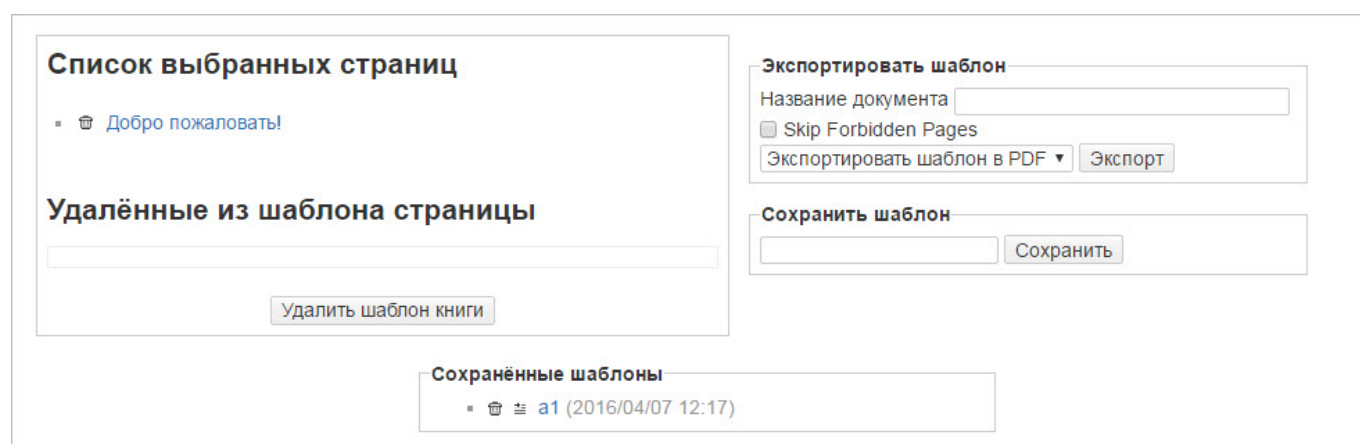 Список выбранных страниц
Добро пожаловать!
Удалённые из шаблона страницы
Удалить шаблон книги
Экспортировать шаблон
Название документа
Skip Forbidden Pages
Экспортировать шаблон в PDF ▼ Экспорт
Сохранить шаблон
Сохранить
Сохранённые шаблоны
a1 (2016/04/07 12:17)